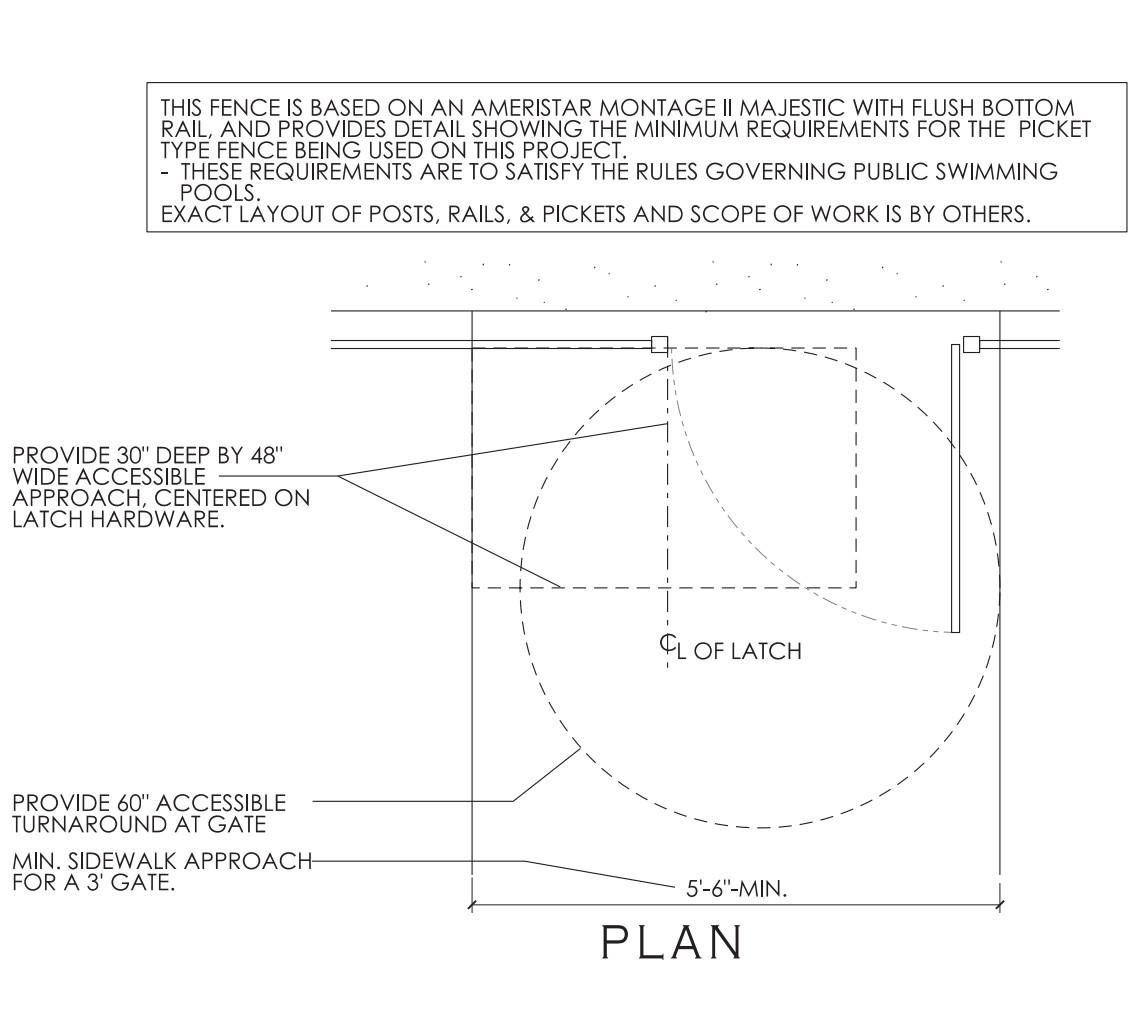 THIS FENCE IS BASED ON AN AMERISTAR MONTAGE II MAJESTIC WITH FLUSH BOTTOM
RAIL, AND PROVIDES DETAIL SHOWING THE MINIMUM REQUIREMENTS FOR THE PICKET
TYPE FENCE BEING USED ON THIS PROJECT.
- THESE REQUIREMENTS ARE TO SATISFY THE RULES GOVERNING PUBLIC SWIMMING
POOLS.
EXACT LAYOUT OF POSTS, RAILS, & PICKETS AND SCOPE OF WORK IS BY OTHERS.
PROVIDE 30" DEEP BY 48"
WIDE ACCESSIBLE
APPROACH, CENTERED ON
LATCH HARDWARE.
CL OF LATCH
PROVIDE 60" ACCESSIBLE
TURNAROUND AT GATE
MIN. SIDEWALK APPROACH
FOR A 3' GATE.
5'-6"-MIN.
PLAN